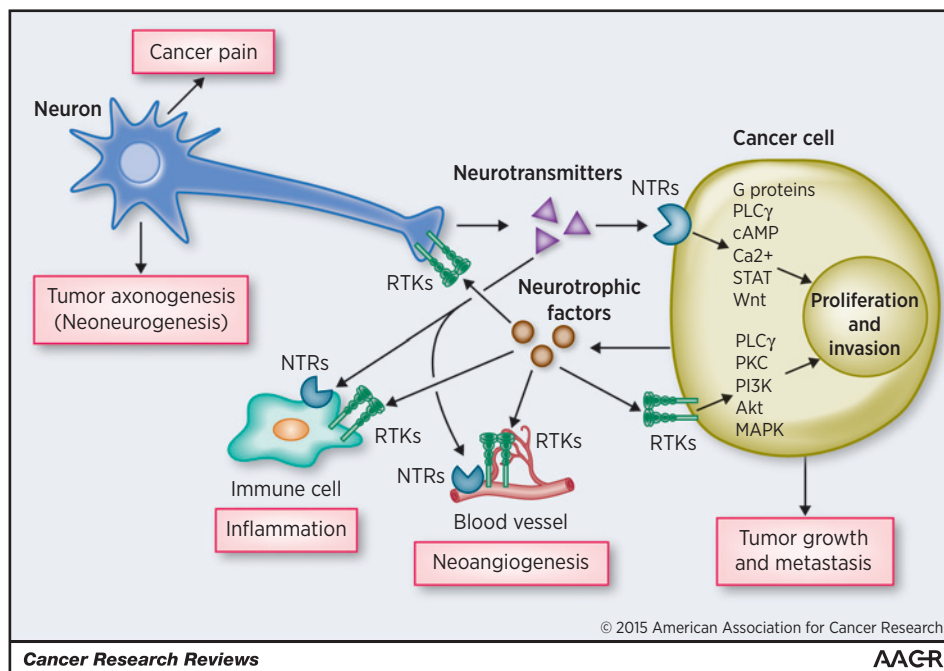 Cancer pain
Neuron
Cancer cell
Neurotransmitters
NTRs
G proteins
PLCγ
cAMP
Ca2+
STAT
Wnt
RTKs
Tumor axonogenesis
(Neoneurogenesis)
Neurotrophic
factors
Proliferation
and
invasion
PLCγ
PKC
PI3K
Akt
MAPK
NTRs
RTKs
RTKs
RTKs
NTRs
Immune cell
Inflammation
Blood vessel
Neoangiogenesis
Tumor growth
and metastasis
© 2015 American Association for Cancer Research
Cancer Research Reviews
AACR